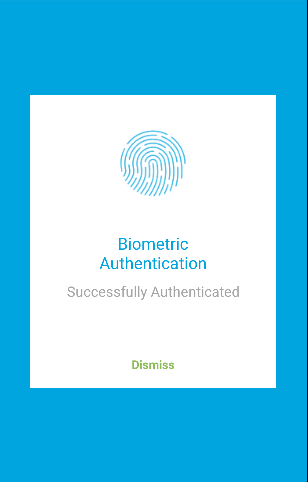 Biometric
Authentication
Successfully Authenticated
Dismiss